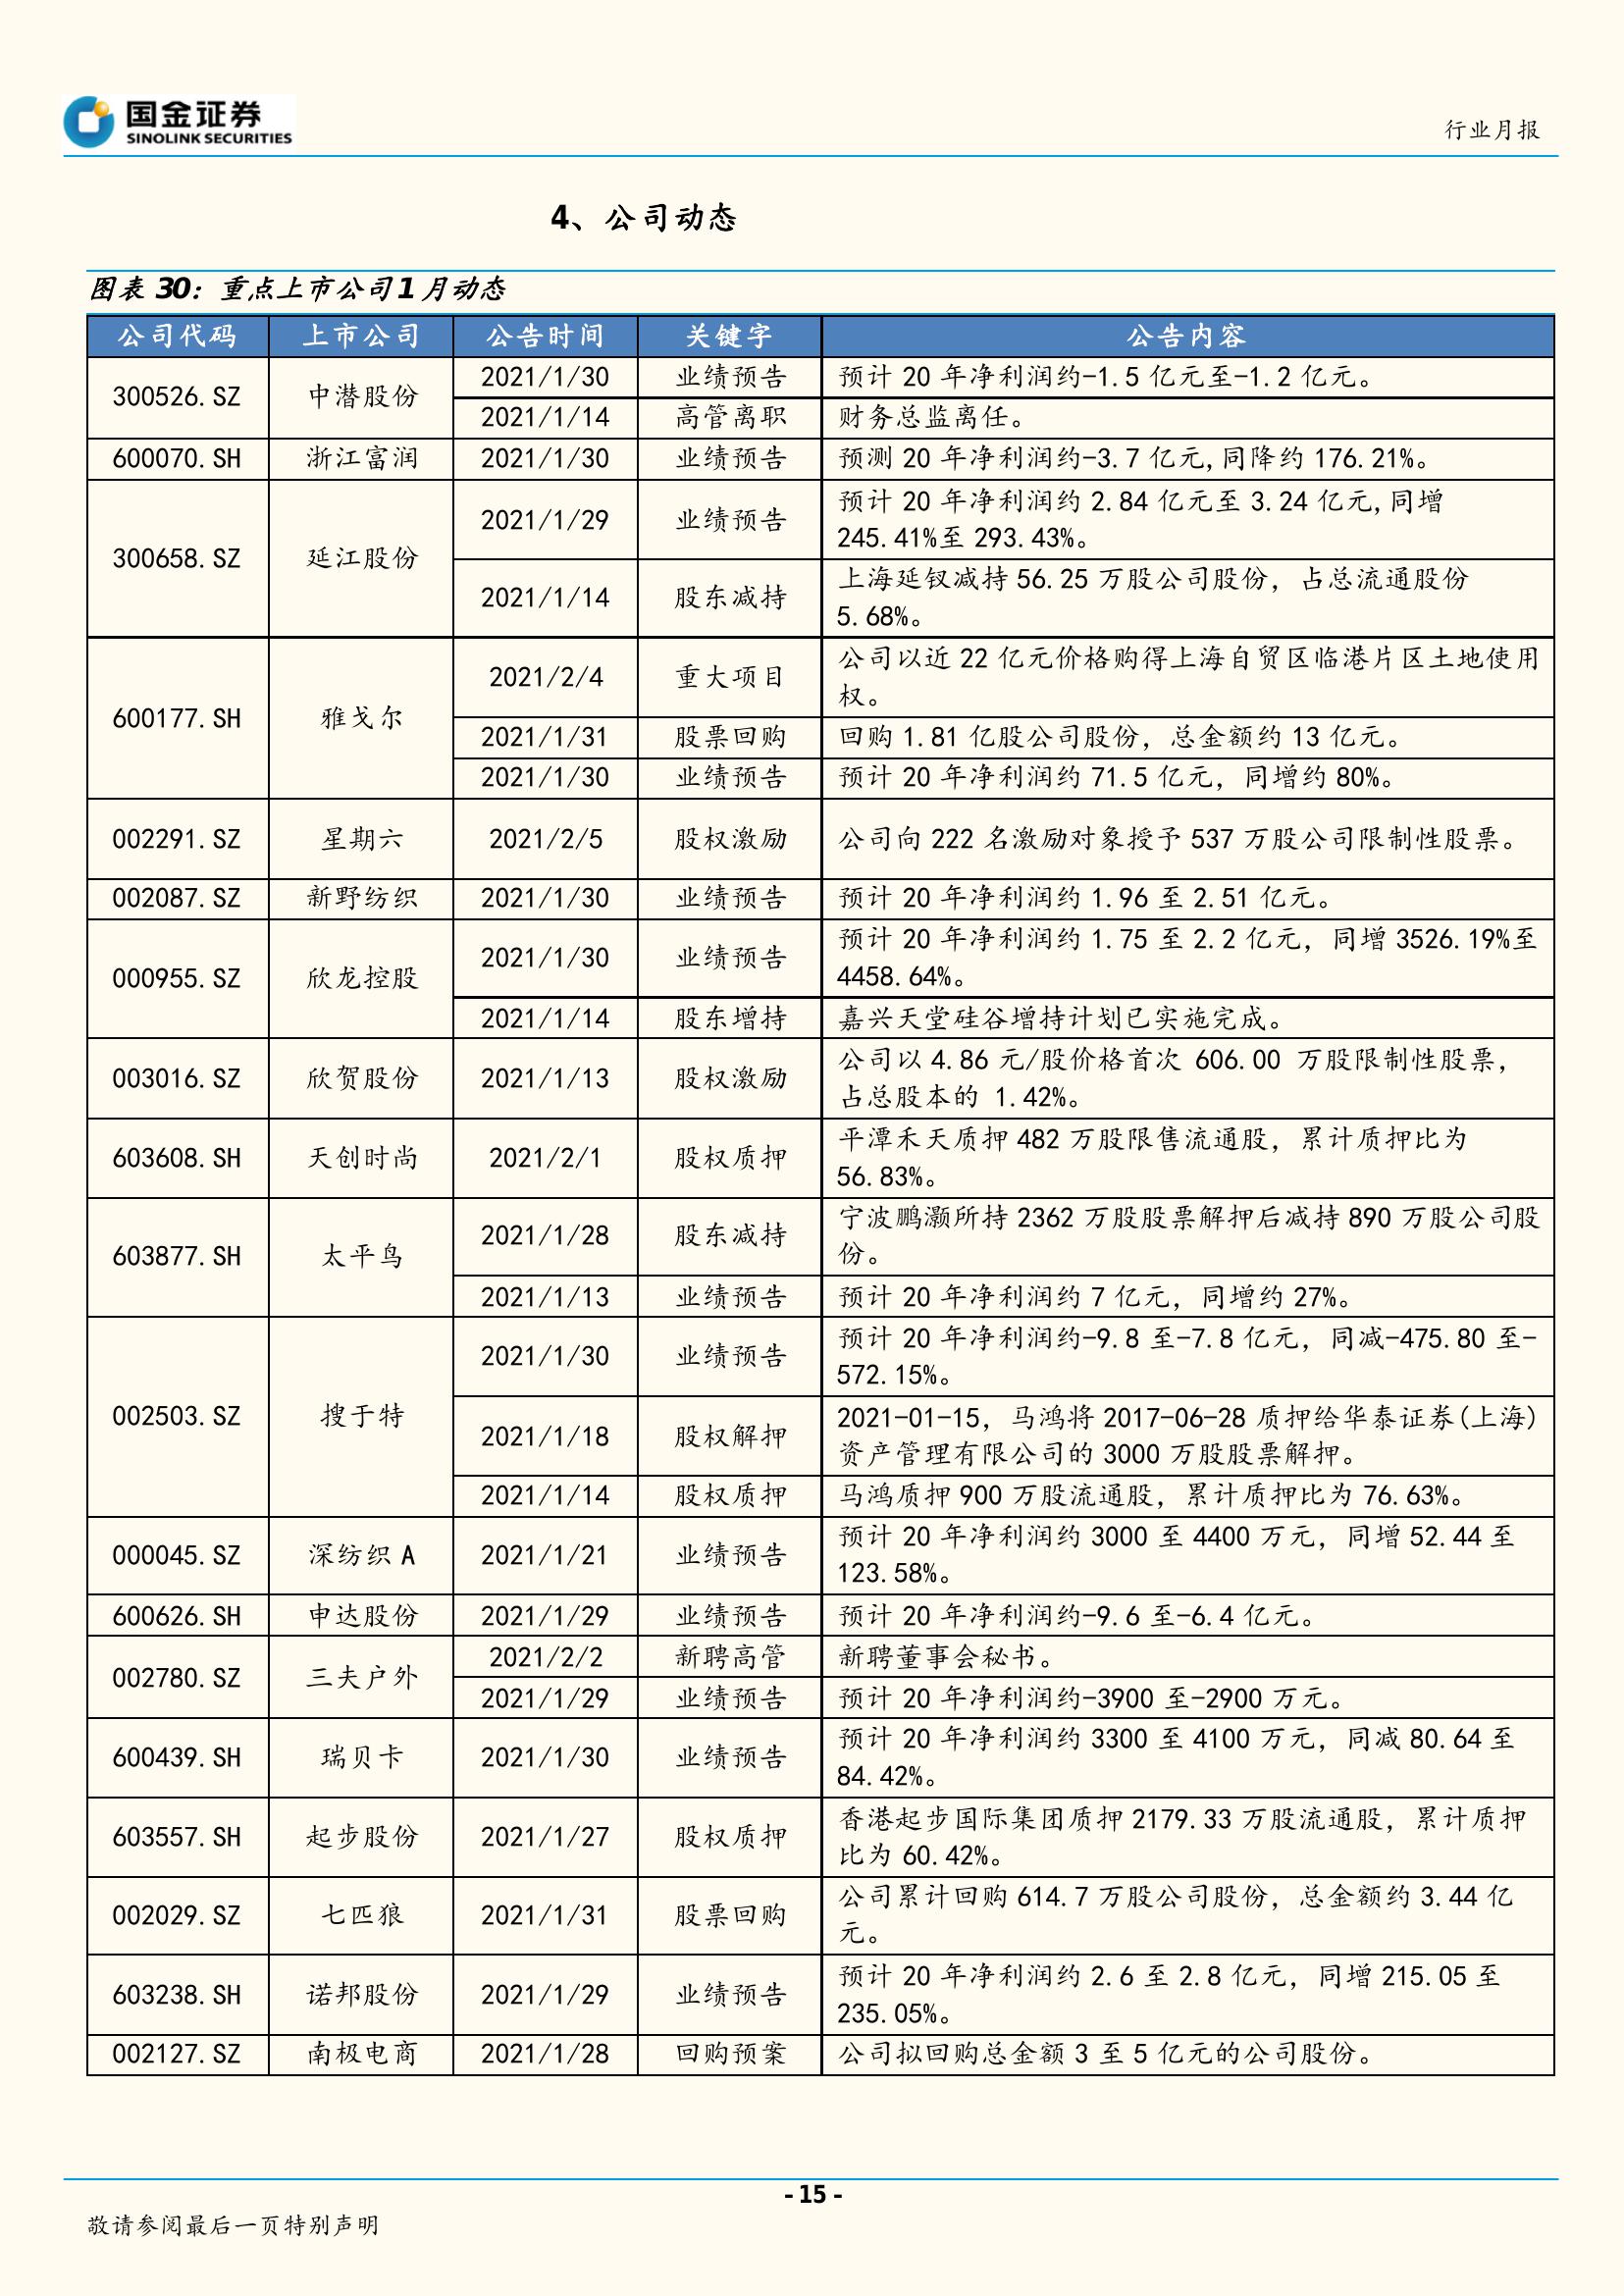 国金证券
SINOLINK SECURITIES
行业月报
4、公司动态
图表 30：重点上市公司1 月动态
公司代码 上市公司 公告时间 关键字 公告内容
300526.SZ 中潜股份 2021/1/30 业绩预告 预计 20 年净利润约-1.5 亿元至-1.2 亿元。
2021/1/14 高管离职 财务总监离任。
600070.SH 浙江富润 2021/1/30 业绩预告 预测 20 年净利润约-3.7 亿元,同降约 176.21%。
300658.SZ 延江股份 2021/1/29 业绩预告 预计 20 年净利润约 2.84 亿元至 3.24 亿元,同增
245.41%至 293.43%。
2021/1/14 股东减持 上海延钗减持 56.25 万股公司股份，占总流通股份
5.68%。
600177.SH 雅戈尔 2021/2/4 重大项目 公司以近 22 亿元价格购得上海自贸区临港片区土地使用
权。
2021/1/31 股票回购 回购 1.81 亿股公司股份，总金额约 13 亿元。
2021/1/30 业绩预告 预计 20 年净利润约 71.5 亿元，同增约 80%。
002291.SZ 星期六 2021/2/5 股权激励 公司向 222 名激励对象授予 537 万股公司限制性股票。
002087.SZ 新野纺织 2021/1/30 业绩预告 预计 20 年净利润约 1.96 至 2.51 亿元。
000955.SZ 欣龙控股 2021/1/30 业绩预告 预计 20 年净利润约 1.75 至 2.2 亿元，同增 3526.19%至
4458.64%。
2021/1/14 股东增持 嘉兴天堂硅谷增持计划已实施完成。
003016.SZ 欣贺股份 2021/1/13 股权激励 公司以 4.86 元/股价格首次 606.00 万股限制性股票，
占总股本的 1.42%。
603608.SH 天创时尚 2021/2/1 股权质押 平潭禾天质押 482 万股限售流通股，累计质押比为
56.83%。
603877.SH 太平鸟 2021/1/28 股东减持 宁波鹏灏所持 2362 万股股票解押后减持 890 万股公司股
份。
2021/1/13 业绩预告 预计 20 年净利润约 7 亿元，同增约 27%。
002503.SZ 搜于特 2021/1/30 业绩预告 预计 20 年净利润约-9.8 至-7.8 亿元，同减-475.80 至-
572.15%。
2021/1/18 股权解押 2021-01-15，马鸿将 2017-06-28 质押给华泰证券(上海)
资产管理有限公司的 3000 万股股票解押。
2021/1/14 股权质押 马鸿质押 900 万股流通股，累计质押比为 76.63%。
000045.SZ 深纺织 A 2021/1/21 业绩预告 预计 20 年净利润约 3000 至 4400 万元，同增 52.44 至
123.58%。
600626.SH 申达股份 2021/1/29 业绩预告 预计 20 年净利润约-9.6 至-6.4 亿元。
002780.SZ 三夫户外 2021/2/2 新聘高管 新聘董事会秘书。
2021/1/29 业绩预告 预计 20 年净利润约-3900 至-2900 万元。
600439.SH 瑞贝卡 2021/1/30 业绩预告 预计 20 年净利润约 3300 至 4100 万元，同减 80.64 至
84.42%。
603557.SH 起步股份 2021/1/27 股权质押 香港起步国际集团质押 2179.33 万股流通股，累计质押
比为 60.42%。
002029.SZ 七匹狼 2021/1/31 股票回购 公司累计回购 614.7 万股公司股份，总金额约 3.44 亿
元。
603238.SH 诺邦股份 2021/1/29 业绩预告 预计 20 年净利润约 2.6 至 2.8 亿元，同增 215.05 至
235.05%。
002127.SZ 南极电商 2021/1/28 回购预案 公司拟回购总金额 3 至 5 亿元的公司股份。
- 15 -
敬请参阅最后一页特别声明